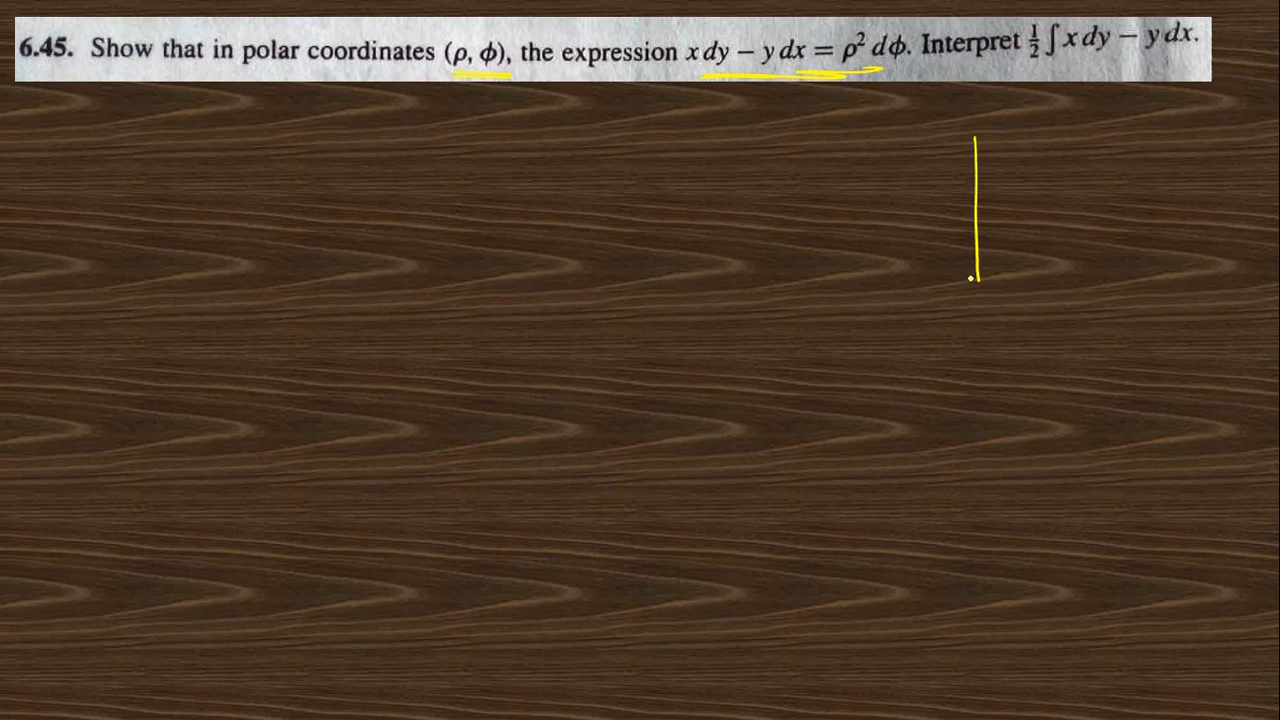 6.45. Show that in polar coordinates (ρ, ϕ), the expression x dy − y dx = ρ² dϕ. Interpret ½ ∫ x dy − y dx.